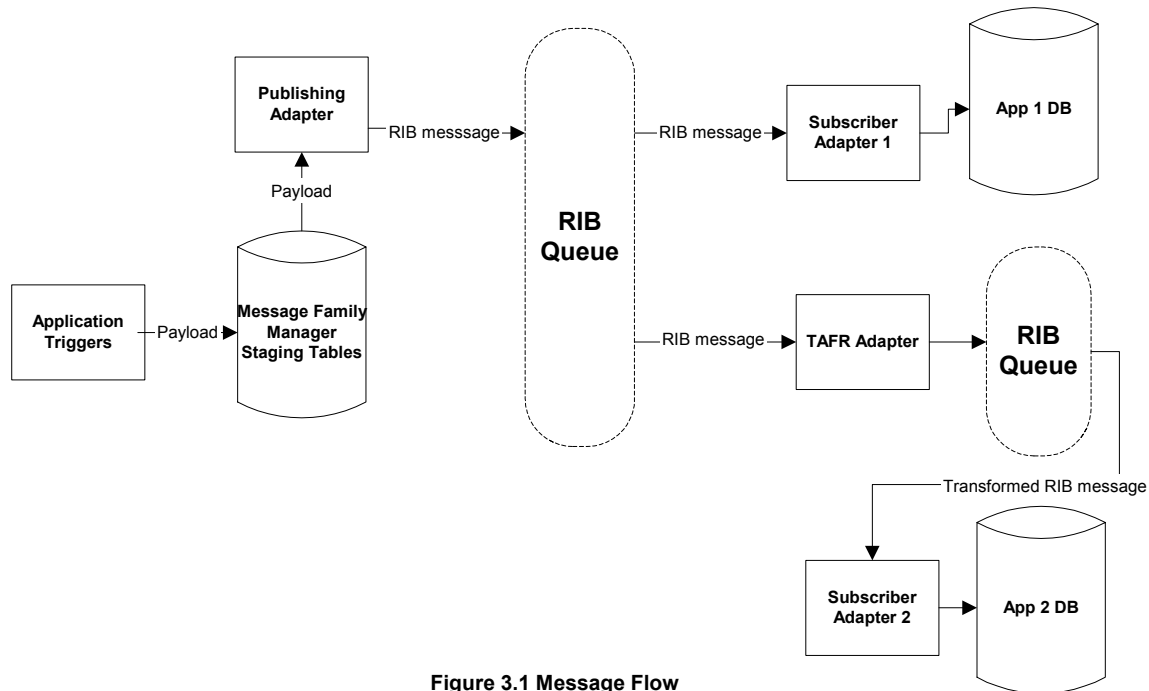 Application
Triggers
Payload
Message Family
Manager
Staging Tables
Payload
Publishing
Adapter
RIB messsage
RIB
Queue
RIB message
Subscriber
Adapter 1
App 1 DB
RIB message
TAFR Adapter
RIB
Queue
Transformed RIB message
Subscriber
Adapter 2
App 2 DB
Figure 3.1 Message Flow